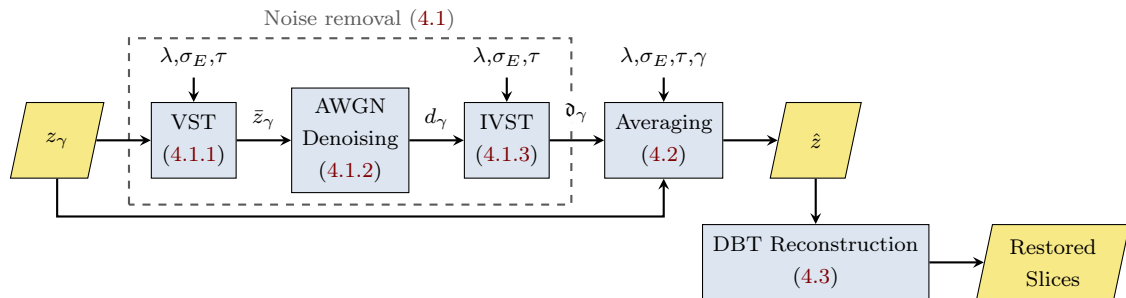 Noise removal (4.1)
λ,σ_E,τ
λ,σ_E,τ
λ,σ_E,τ,γ
z_γ
VST
(4.1.1)
z̄_γ
AWGN
Denoising
(4.1.2)
d_γ
IVST
(4.1.3)
𝔡_γ
Averaging
(4.2)
ẑ
DBT Reconstruction
(4.3)
Restored
Slices